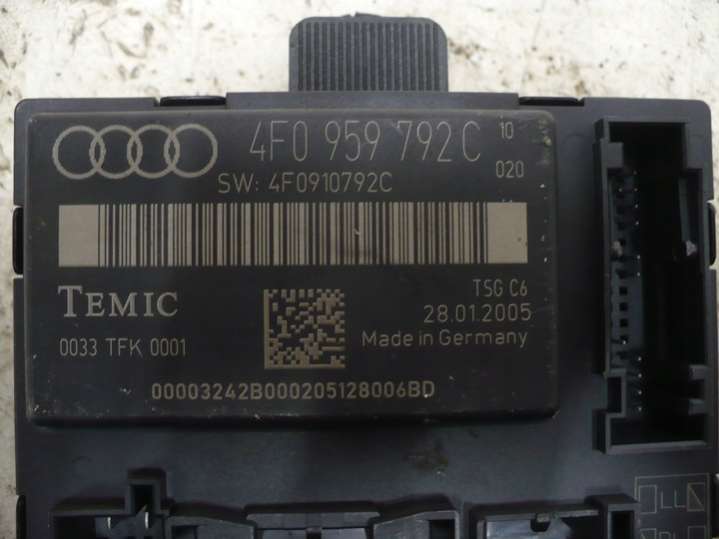 4F0 959 792C 10
020
SW: 4F0910792C
TEMIC
TSG C6
28.01.2005
0033 TFK 0001
Made in Germany
00003242B000205128006BD